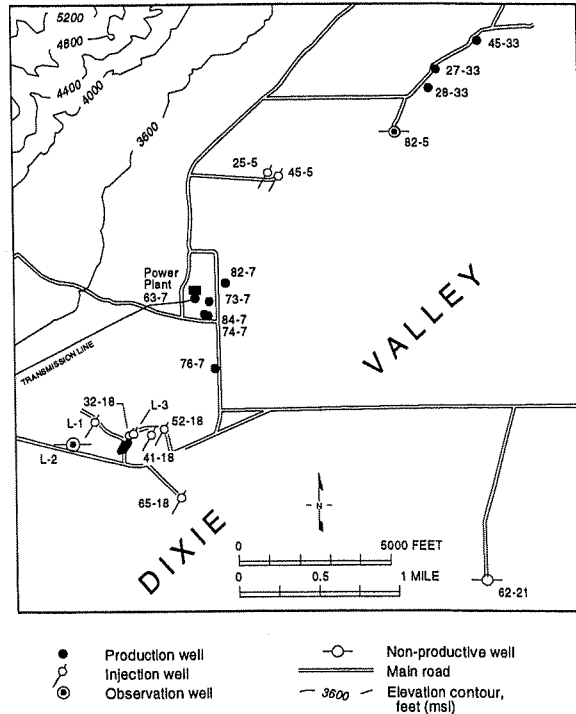 5200
4800
4400
4000
3600
45-33
27-33
28-33
82-5
25-5
45-5
Power
Plant
63-7
82-7
73-7
84-7
74-7
TRANSMISSION LINE
76-7
VALLEY
32-18
L-1
L-3
52-18
L-2
41-18
65-18
N
DIXIE
0 5000 FEET
0 0.5 1 MILE
62-21
Production well
Injection well
Observation well
Non-productive well
Main road
3600 Elevation contour,
feet (msl)